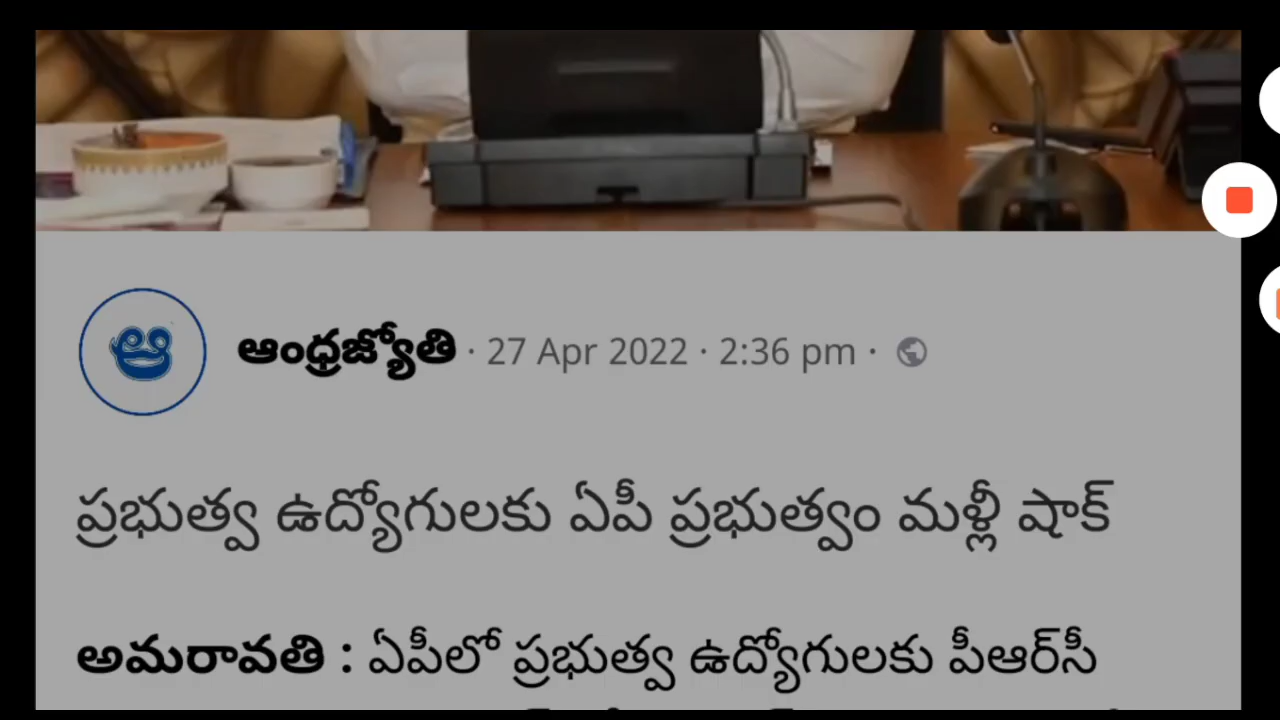 ఆ
ఆంధ్రజ్యోతి · 27 Apr 2022 · 2:36 pm ·
ప్రభుత్వ ఉద్యోగులకు ఏపీ ప్రభుత్వం మళ్లీ షాక్
అమరావతి : ఏపీలో ప్రభుత్వ ఉద్యోగులకు పీఆర్‌సీ